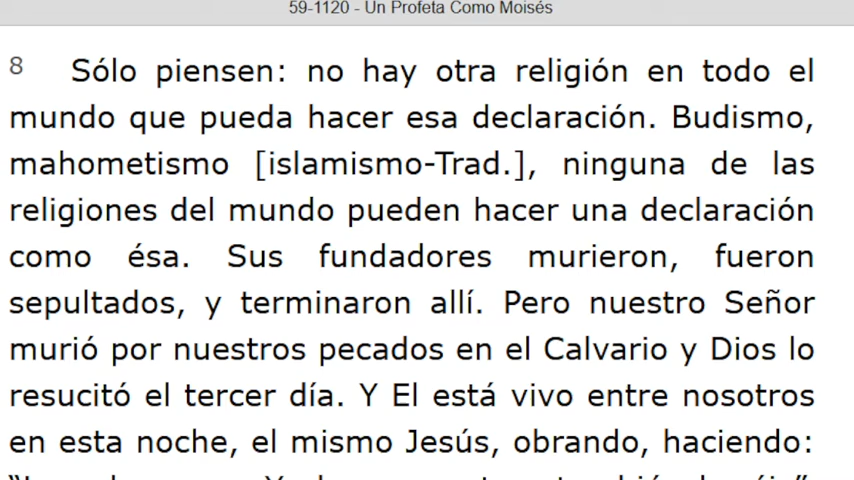 59-1120 - Un Profeta Como Moisés
8 Sólo piensen: no hay otra religión en todo el
mundo que pueda hacer esa declaración. Budismo,
mahometismo [islamismo-Trad.], ninguna de las
religiones del mundo pueden hacer una declaración
como ésa. Sus fundadores murieron, fueron
sepultados, y terminaron allí. Pero nuestro Señor
murió por nuestros pecados en el Calvario y Dios lo
resucitó el tercer día. Y El está vivo entre nosotros
en esta noche, el mismo Jesús, obrando, haciendo: